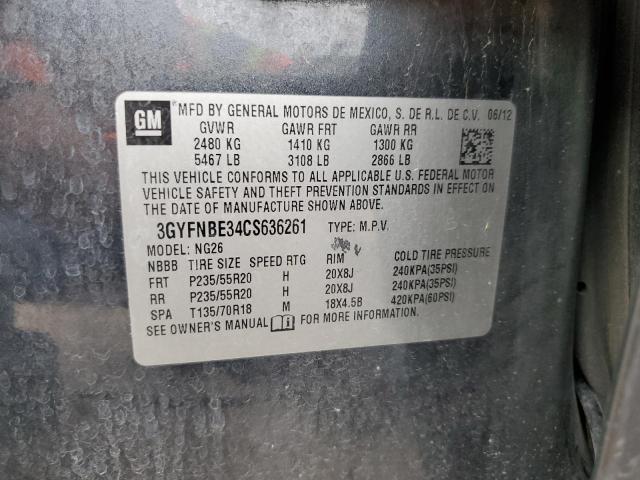 GM
MFD BY GENERAL MOTORS DE MEXICO, S. DE R.L. DE C.V. 06/12
GVWR GAWR FRT GAWR RR
2480 KG 1410 KG 1300 KG
5467 LB 3108 LB 2866 LB
THIS VEHICLE CONFORMS TO ALL APPLICABLE U.S. FEDERAL MOTOR
VEHICLE SAFETY AND THEFT PREVENTION STANDARDS IN EFFECT ON
THE DATE OF MANUFACTURE SHOWN ABOVE.
3GYFNBE34CS636261 TYPE: M.P.V.
MODEL: NG26
NBBB TIRE SIZE SPEED RTG RIM COLD TIRE PRESSURE
FRT P235/55R20 H 20X8J 240KPA(35PSI)
RR P235/55R20 H 20X8J 240KPA(35PSI)
SPA T135/70R18 M 18X4.5B 420KPA(60PSI)
SEE OWNER'S MANUAL FOR MORE INFORMATION.